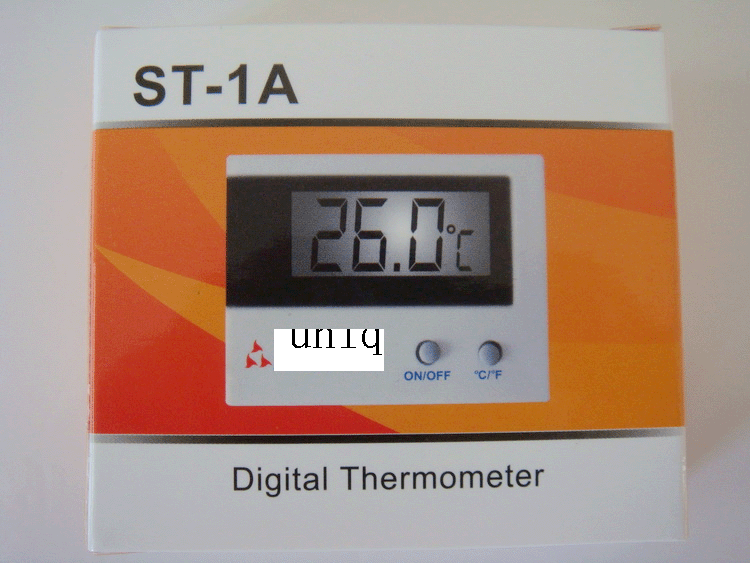 ST-1A
26.0°C
uniq
ON/OFF
°C/°F
Digital Thermometer